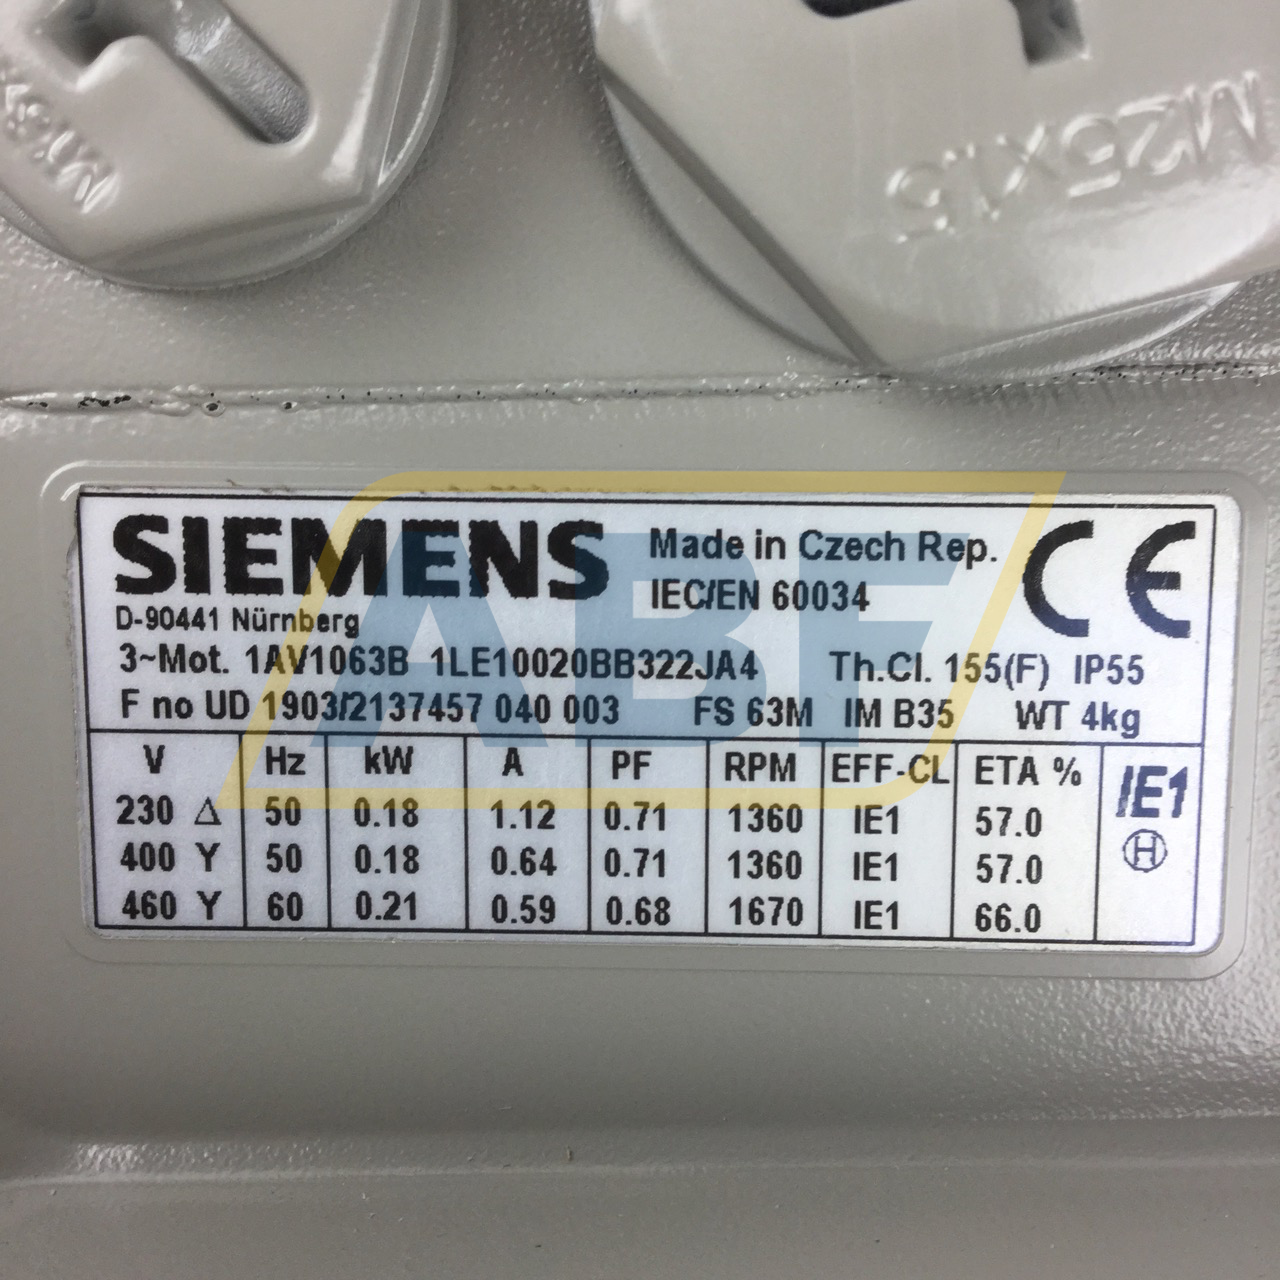 M16x
M25x1.5
SIEMENS
Made in Czech Rep.
IEC/EN 60034
CE
D-90441 Nürnberg
3~Mot. 1AV1063B 1LE10020BB322JA4 Th.Cl. 155(F) IP55
F no UD 1903/2137457 040 003 FS 63M IM B35 WT 4kg
V Hz kW A PF RPM EFF-CL ETA %
230 Δ 50 0.18 1.12 0.71 1360 IE1 57.0
400 Y 50 0.18 0.64 0.71 1360 IE1 57.0
460 Y 60 0.21 0.59 0.68 1670 IE1 66.0
IE1
H
ABF